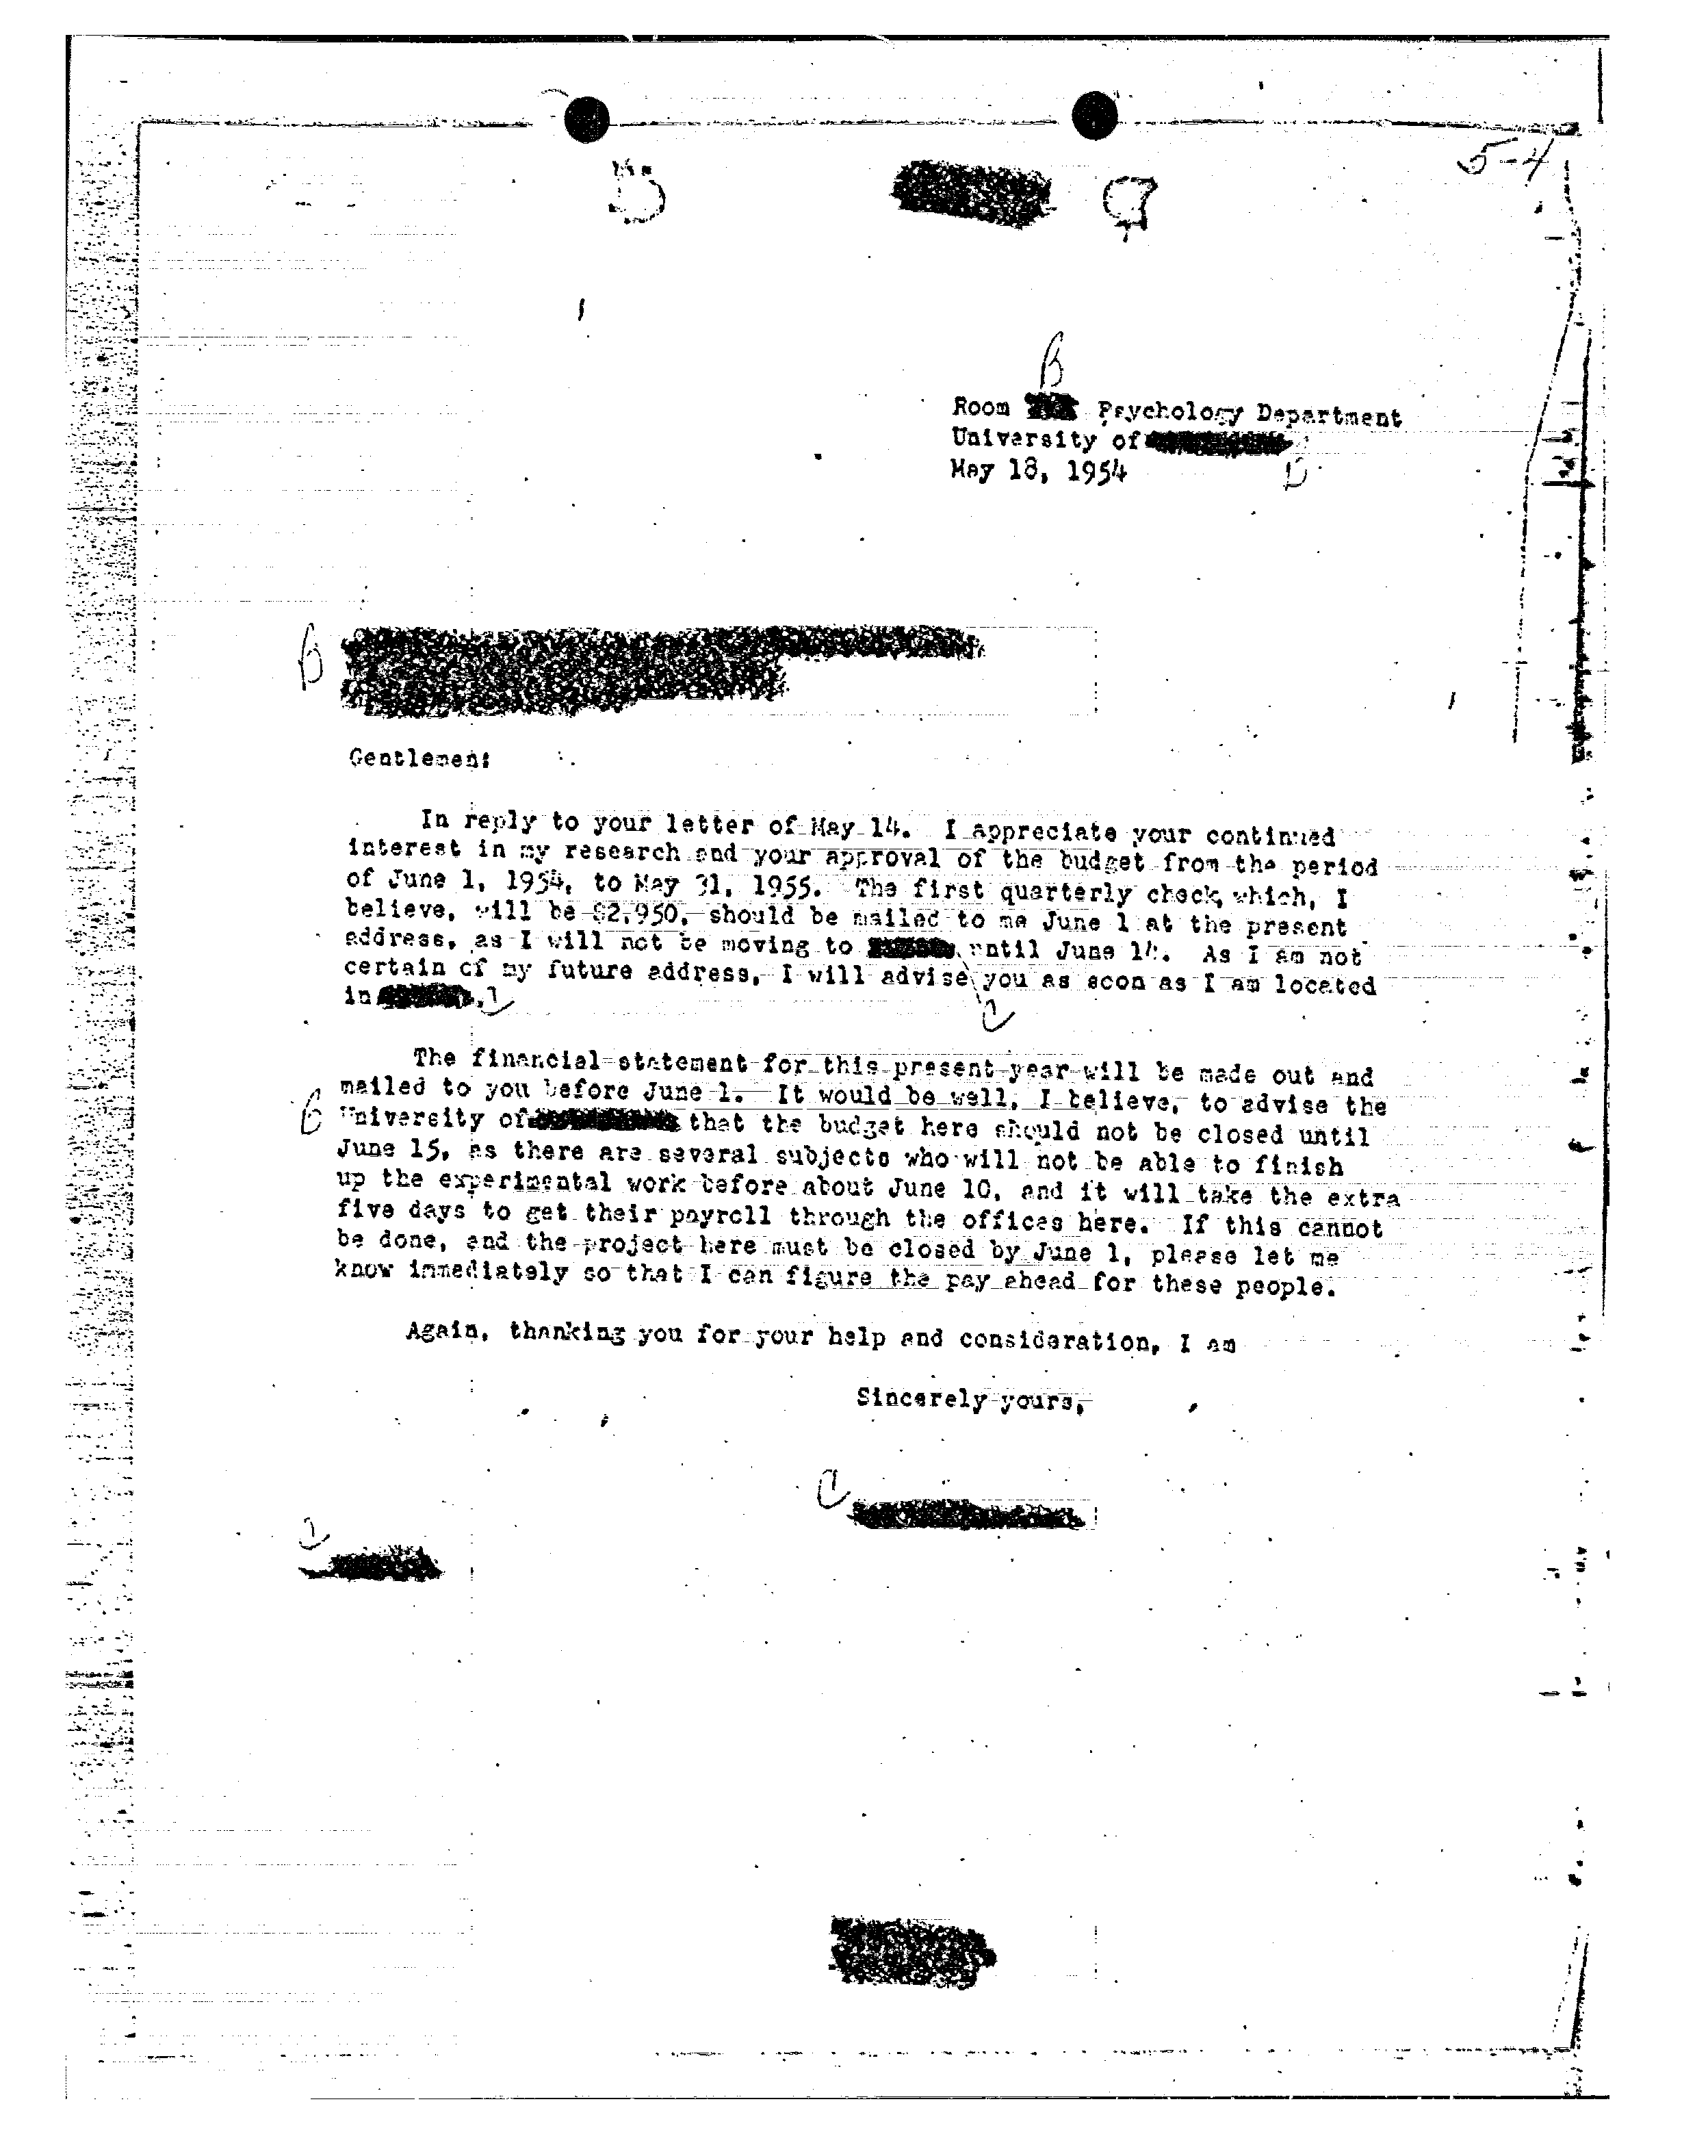 5-4
B
Room Psychology Department
University of
May 18, 1954
B
Gentlemen:
In reply to your letter of May 14. I appreciate your continued
interest in my research and your approval of the budget from the period
of June 1, 1954, to May 31, 1955. The first quarterly check, which, I
believe, will be $2,950, should be mailed to me June 1 at the present
address, as I will not be moving to until June 14. As I am not
certain of my future address, I will advise you as soon as I am located
in
C
The financial statement for this present year will be made out and
mailed to you before June 1. It would be well, I believe, to advise the
University of that the budget here should not be closed until
June 15, as there are several subjects who will not be able to finish
up the experimental work before about June 10, and it will take the extra
five days to get their payroll through the offices here. If this cannot
be done, and the project here must be closed by June 1, please let me
know immediately so that I can figure the pay ahead for these people.
Again, thanking you for your help and consideration, I am
Sincerely yours,
C